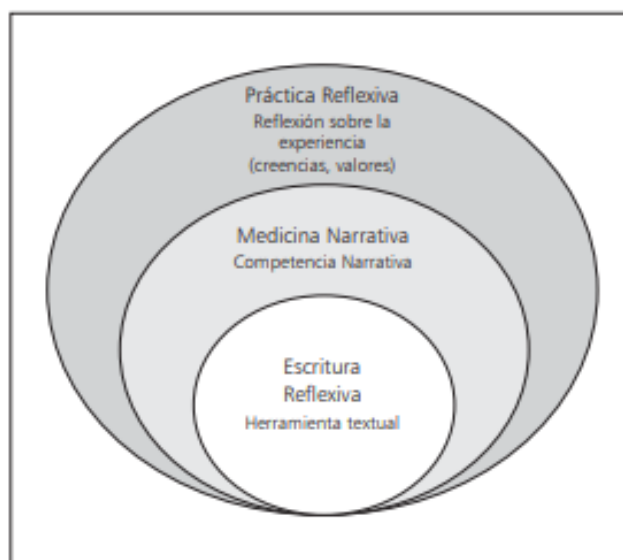 Práctica Reflexiva
Reflexión sobre la
experiencia
(creencias, valores)
Medicina Narrativa
Competencia Narrativa
Escritura
Reflexiva
Herramienta textual